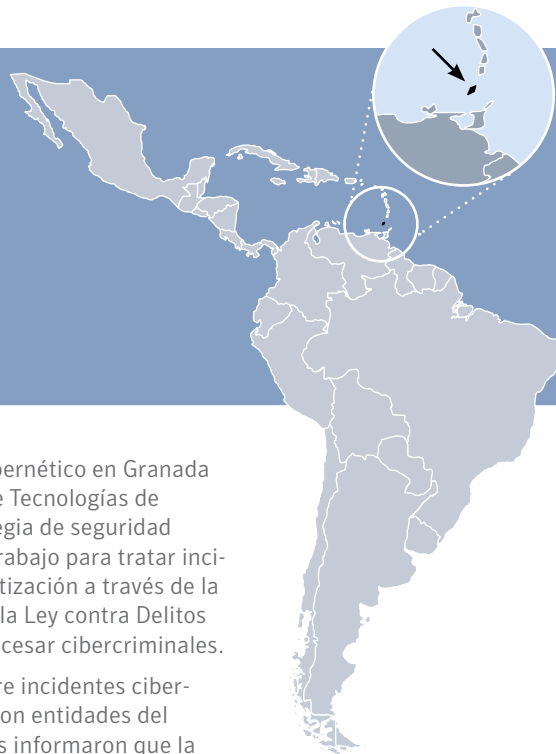 bernético en Granada
e Tecnologías de
egia de seguridad
rabajo para tratar inci-
tización a través de la
la Ley contra Delitos
cesar cibercriminales.
re incidentes ciber-
on entidades del
s informaron que la